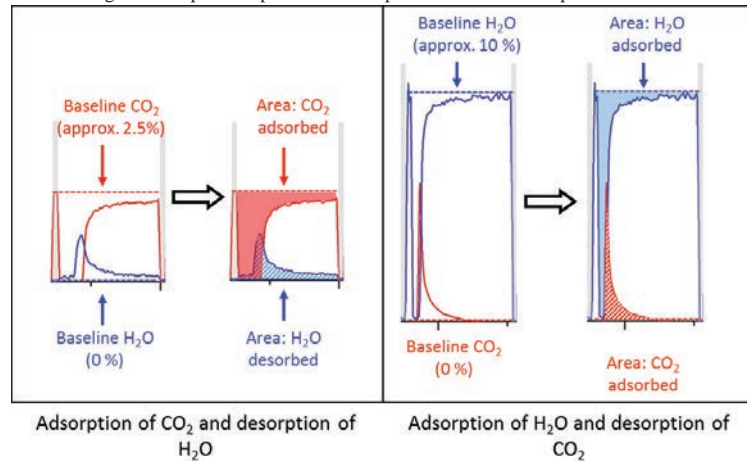 Baseline CO₂
(approx. 2.5%)
Area: CO₂
adsorbed
Baseline H₂O
(0 %)
Area: H₂O
desorbed
Baseline H₂O
(approx. 10 %)
Area: H₂O
adsorbed
Baseline CO₂
(0 %)
Area: CO₂
adsorbed
Adsorption of CO₂ and desorption of
H₂O
Adsorption of H₂O and desorption of
CO₂